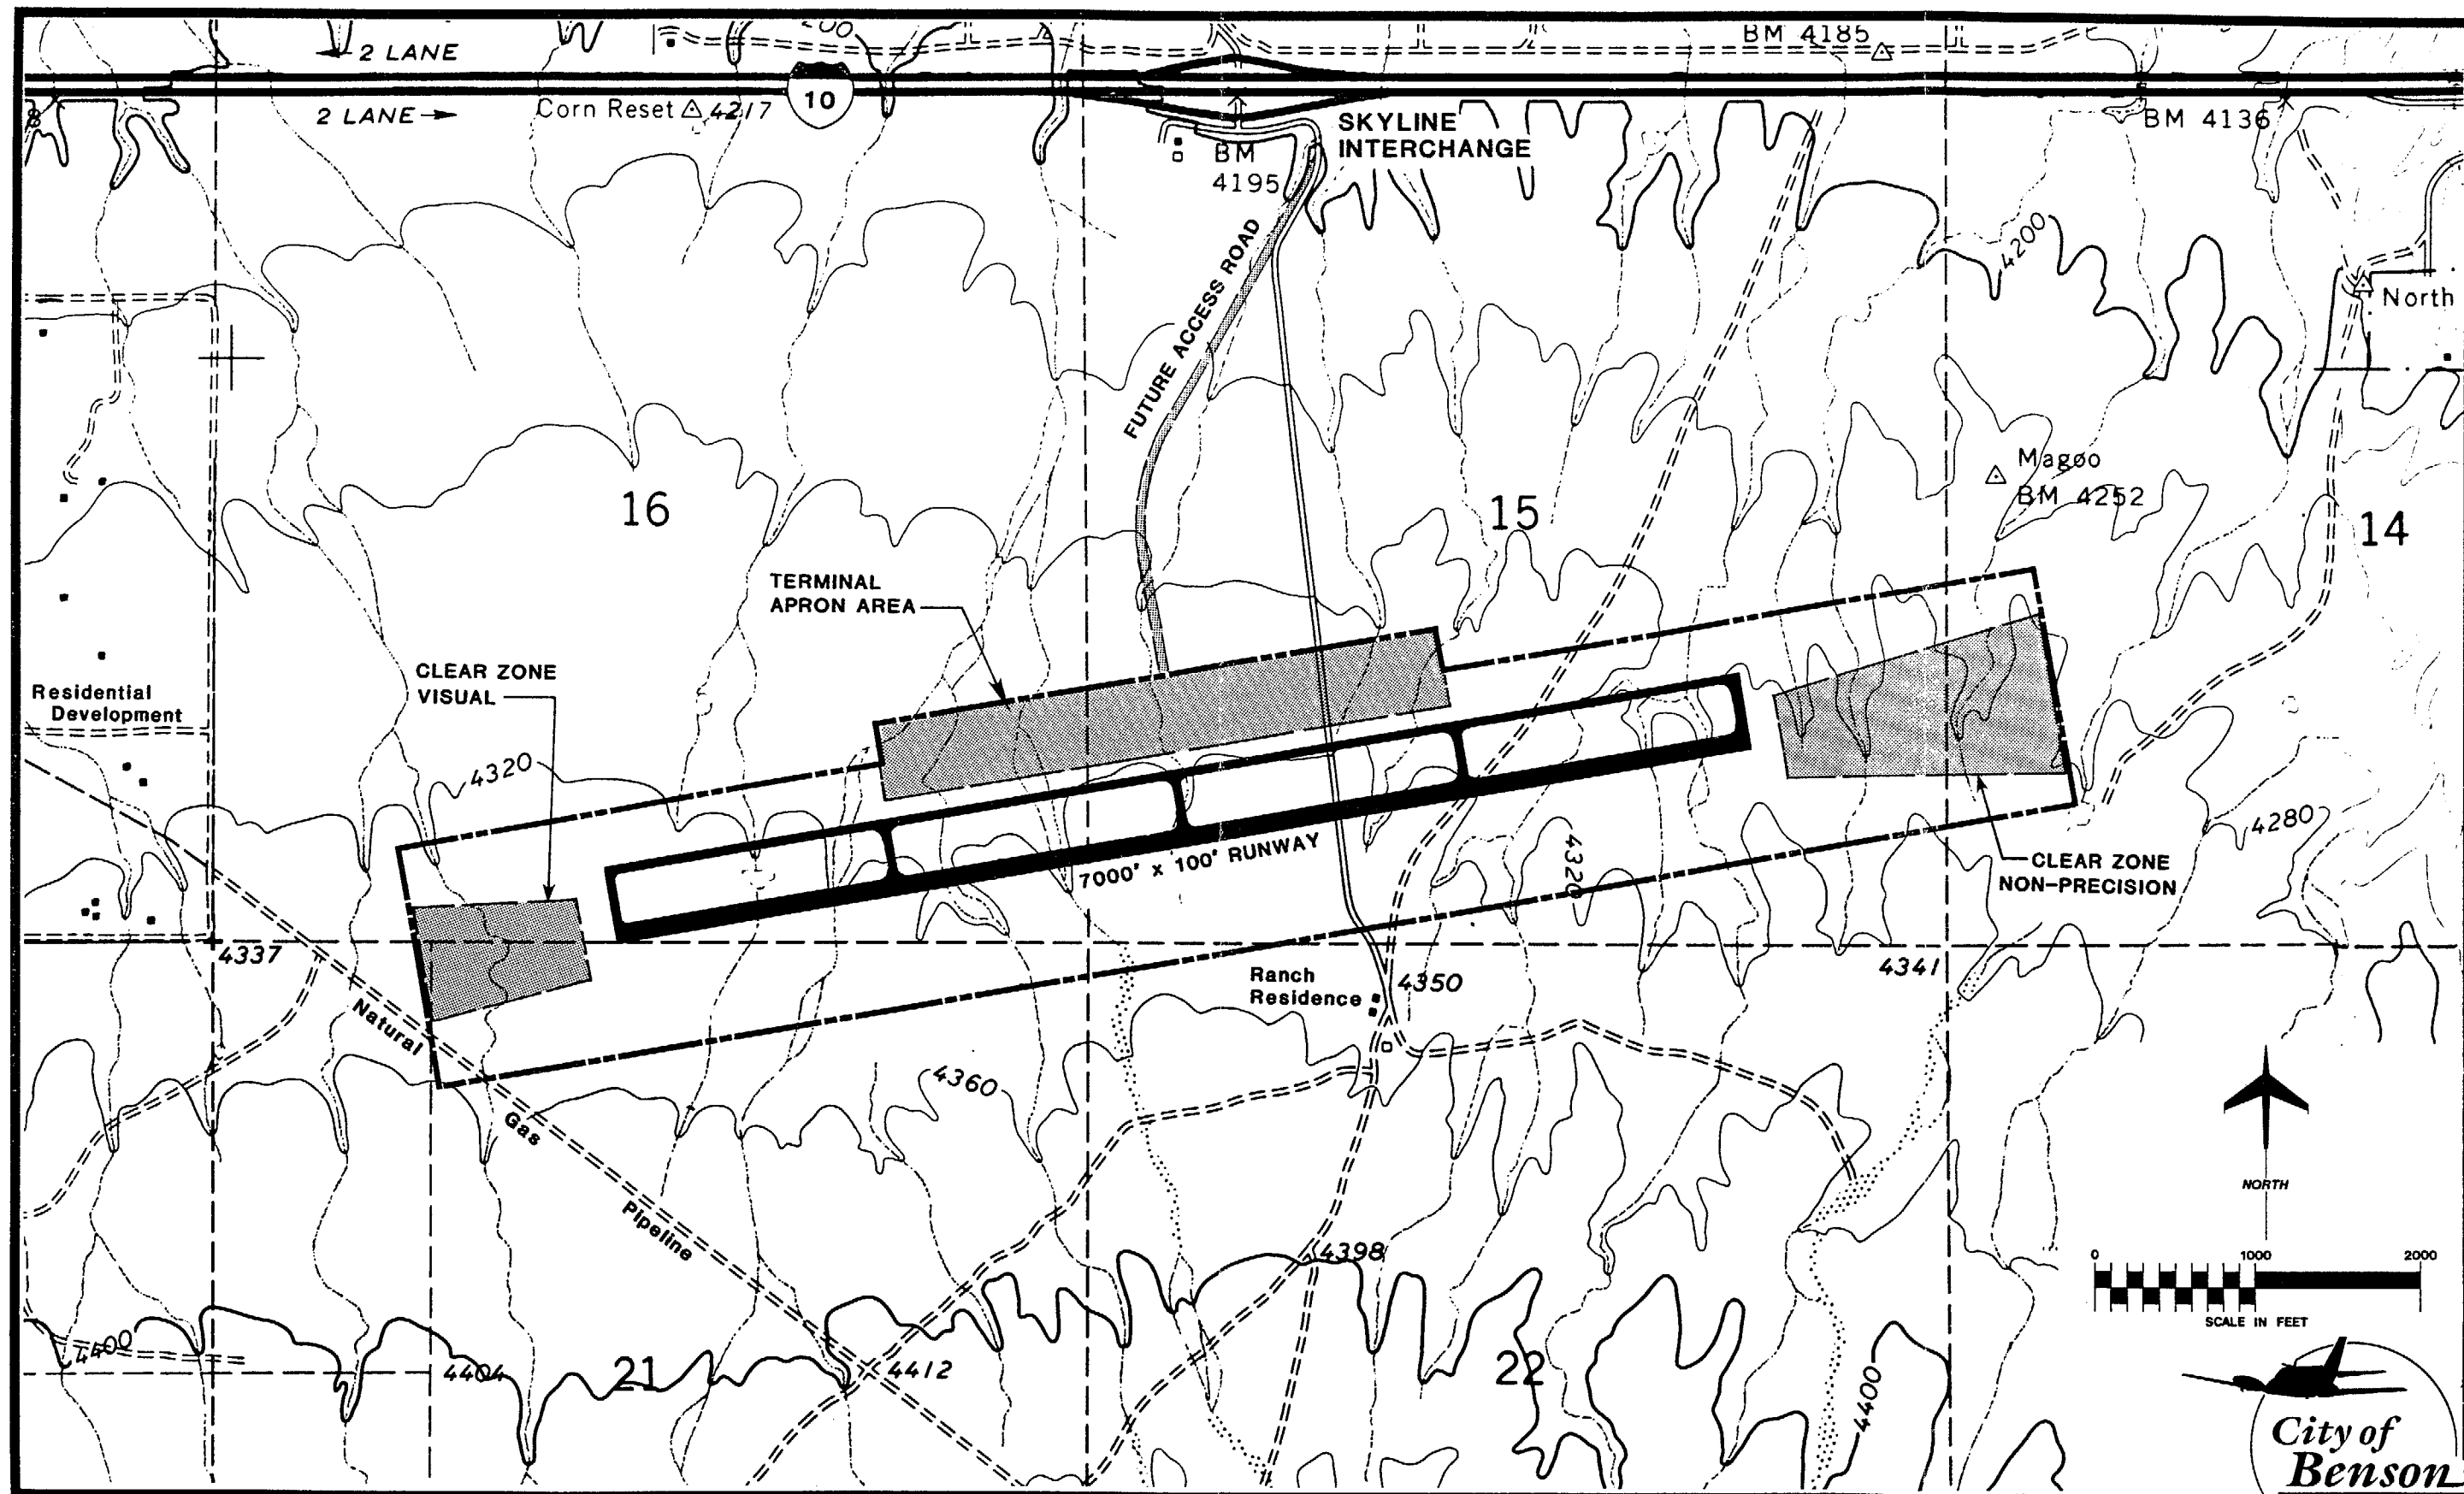 200
BM 4185
2 LANE
10
2 LANE
Corn Reset 4217
SKYLINE
INTERCHANGE
BM 4136
BM
4195
8
4200
North
FUTURE ACCESS ROAD
Magoo
BM 4252
16
15
14
TERMINAL
APRON AREA
CLEAR ZONE
VISUAL
Residential
Development
4320
4280
7000' x 100' RUNWAY
4320
CLEAR ZONE
NON-PRECISION
4337
4341
Ranch
Residence
4350
Natural
Gas
Pipeline
4360
NORTH
4398
0 1000 2000
SCALE IN FEET
4400
4404
21
4412
22
4400
City of
Benson